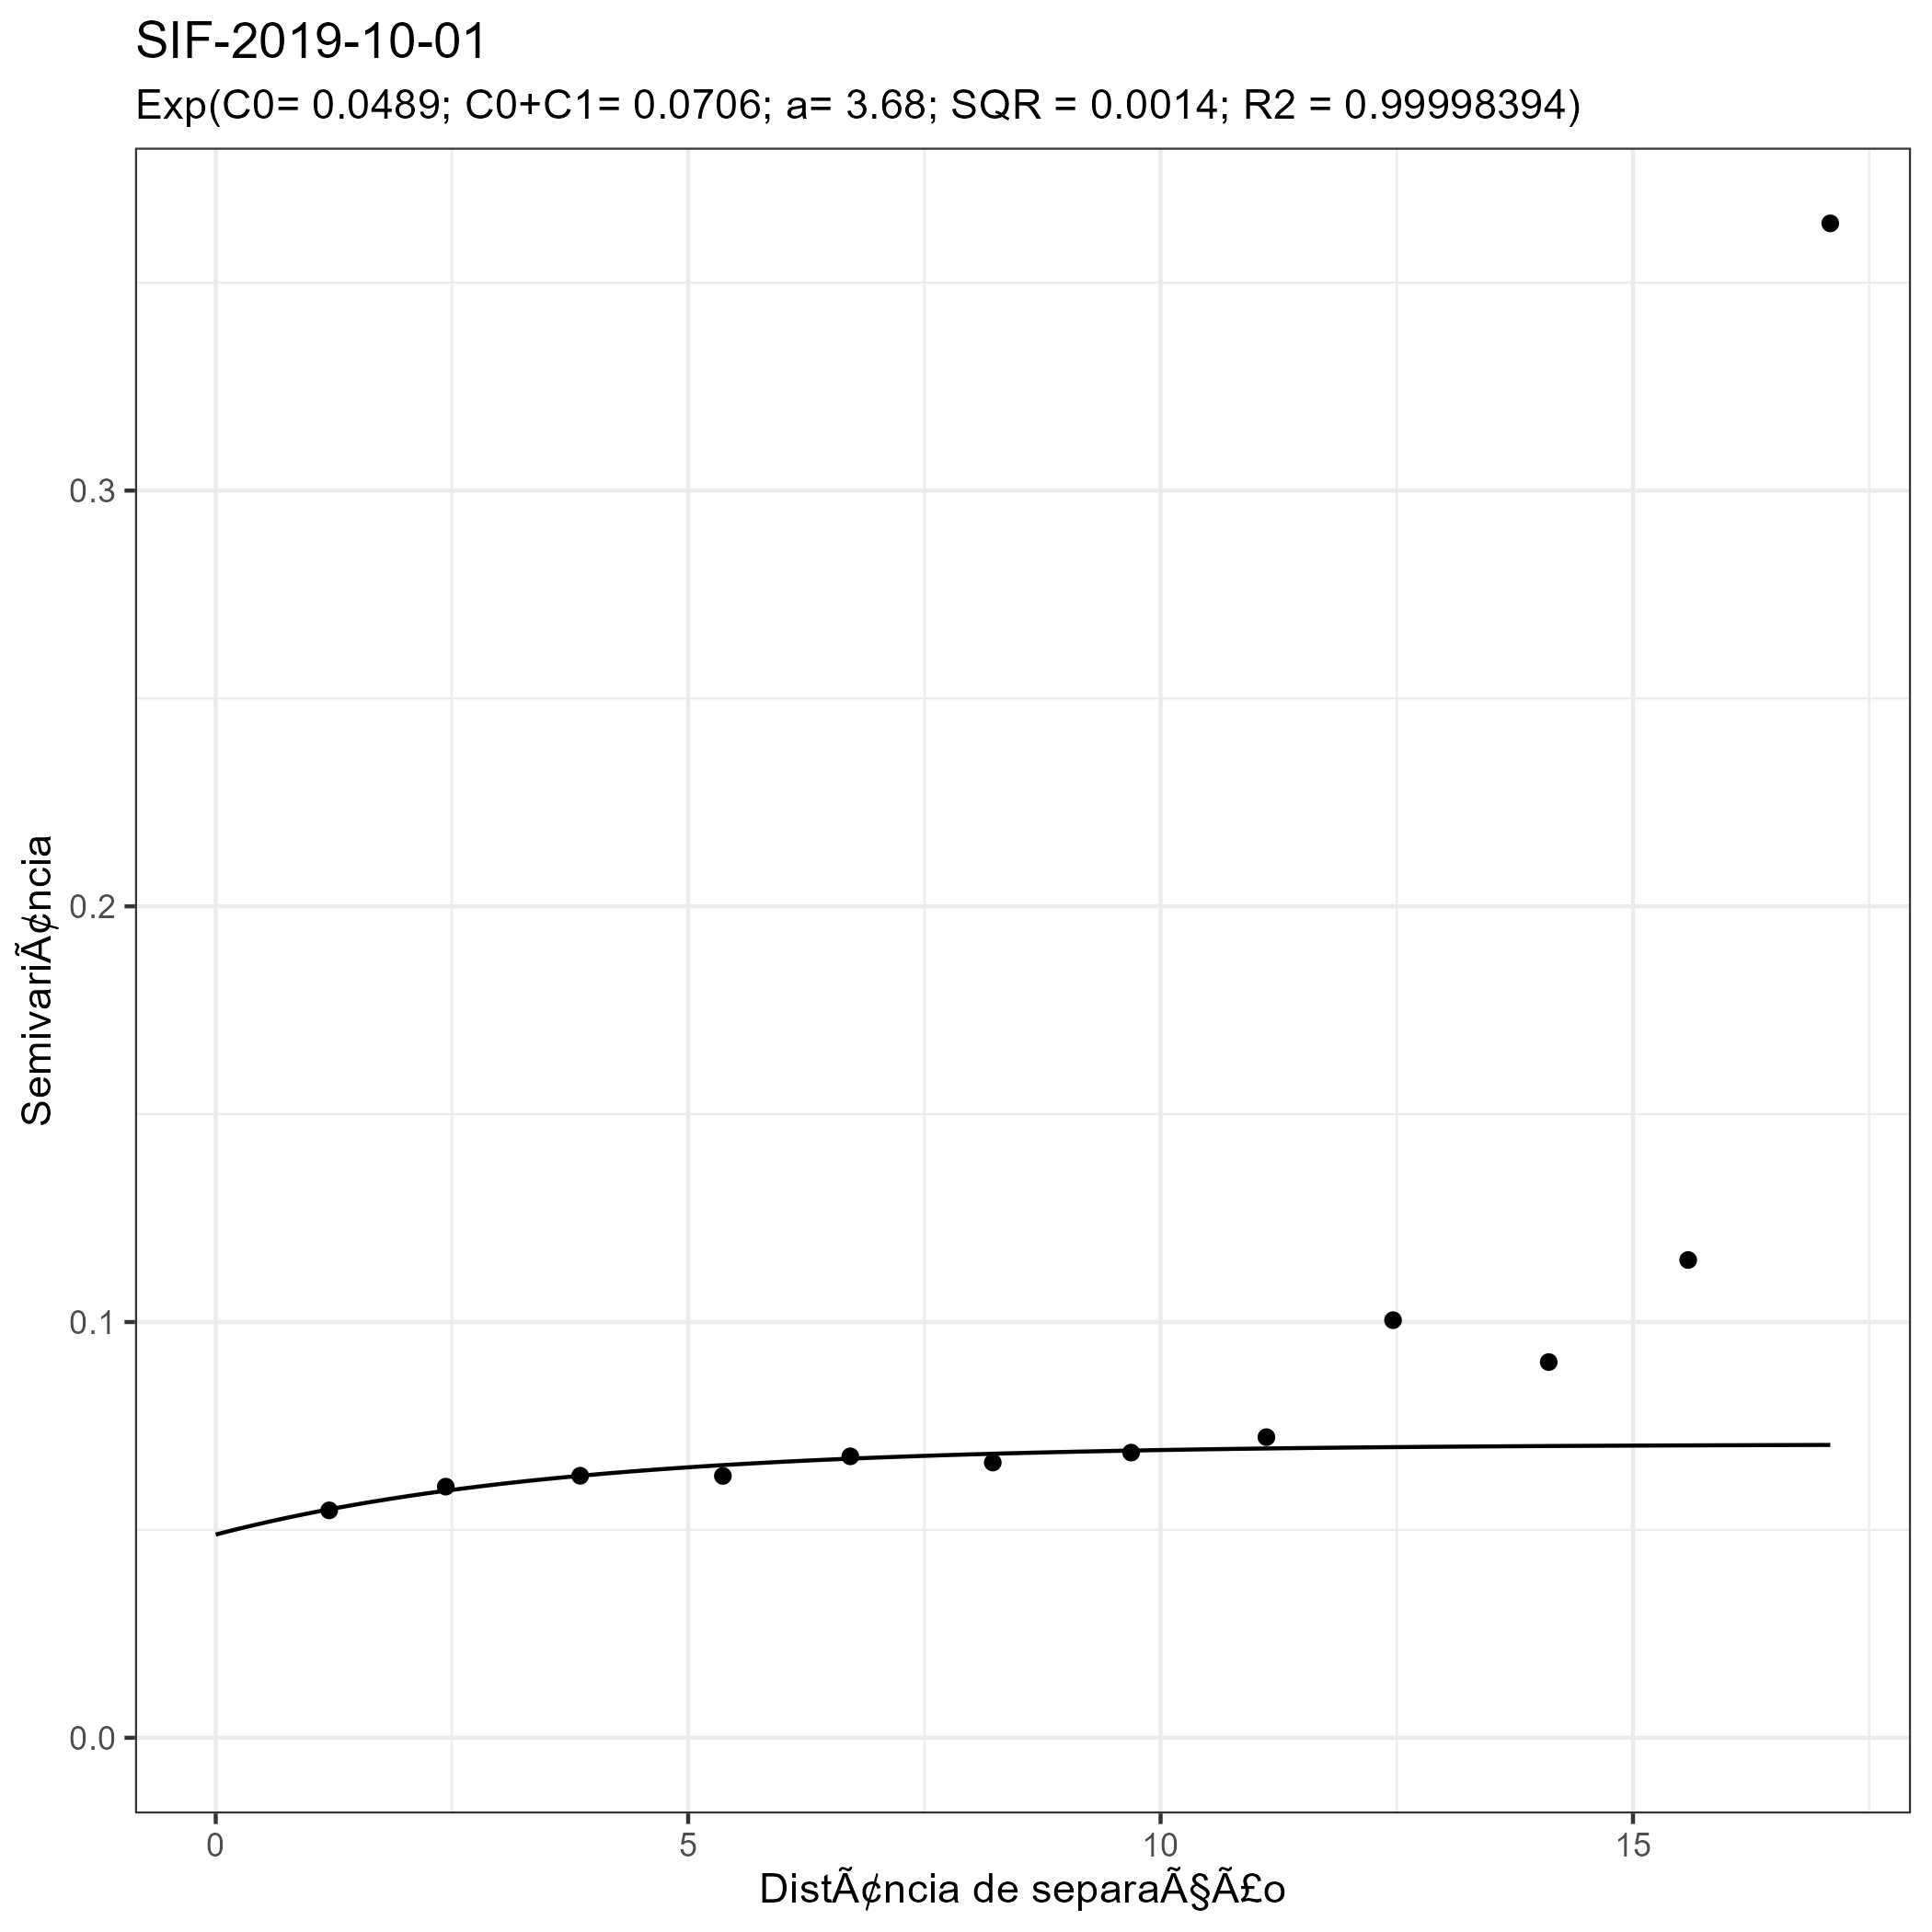 SIF-2019-10-01
Exp(C0= 0.0489; C0+C1= 0.0706; a= 3.68; SQR = 0.0014; R2 = 0.99998394)
SemivariÃ¢ncia
0.3
0.2
0.1
0.0
0 5 10 15
DistÃ¢ncia de separaÃ§Ã£o